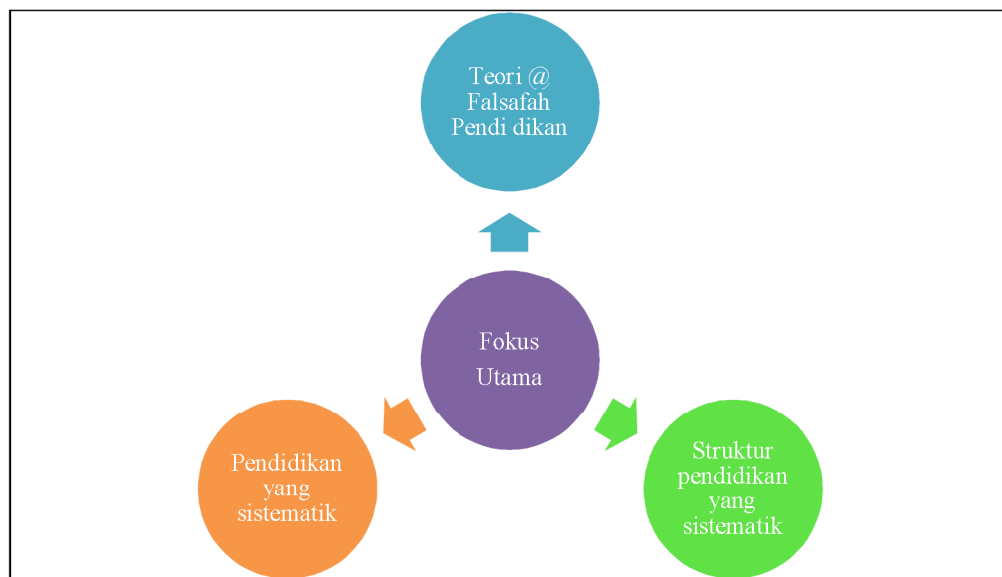 Teori @
Falsafah
Pendi dikan
Fokus
Utama
Pendidikan
yang
sistematik
Struktur
pendidikan
yang
sistematik